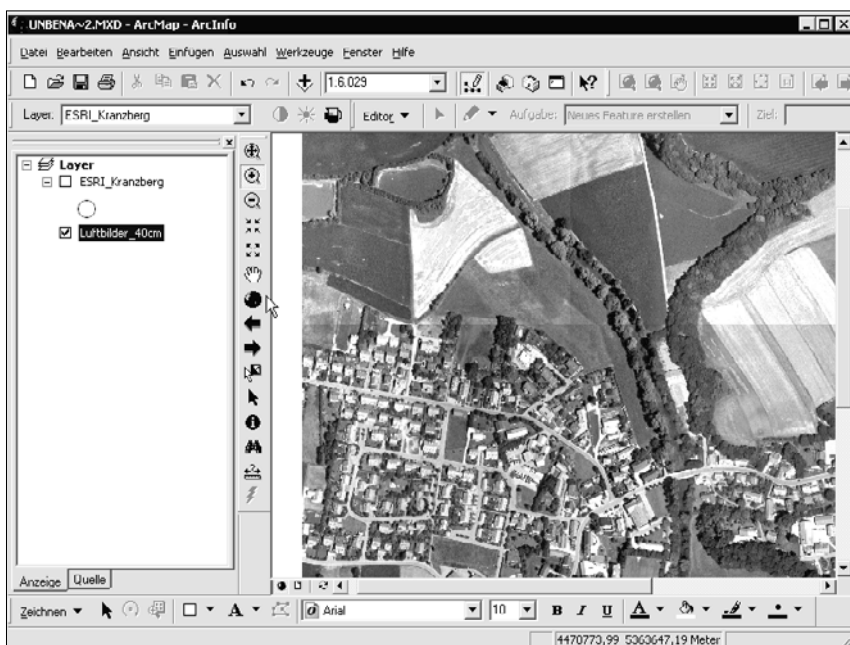 UNBENA~2.MXD - ArcMap - ArcInfo
Datei Bearbeiten Ansicht Einfügen Auswahl Werkzeuge Fenster Hilfe
1.6.029
Layer: ESRI_Kranzberg Editor Aufgabe: Neues Feature erstellen Ziel:
Layer
ESRI_Kranzberg
Luftbilder_40cm
Anzeige Quelle
Zeichnen A Arial 10 B I U A
4470773,99 5363647,19 Meter